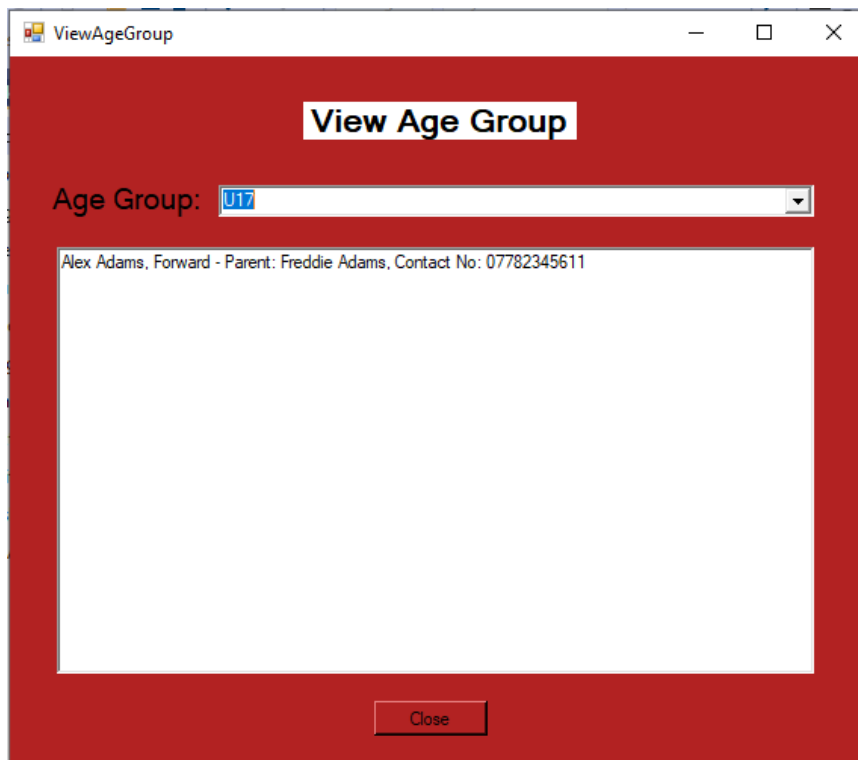 ViewAgeGroup
View Age Group
Age Group: U17
Alex Adams, Forward - Parent: Freddie Adams, Contact No: 07782345611
Close